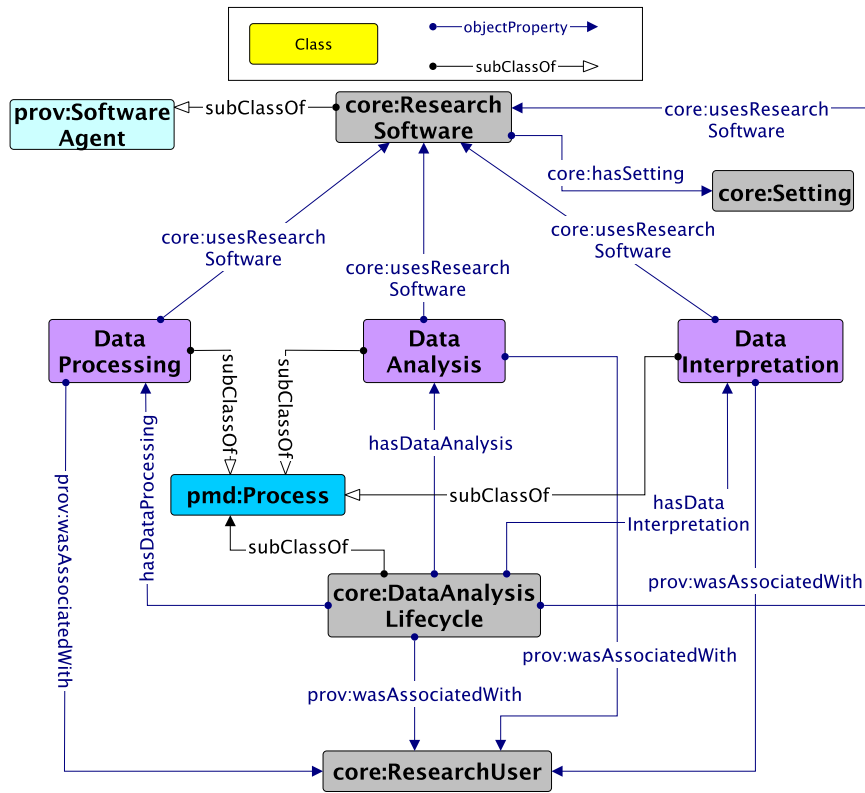 objectProperty
Class
subClassOf
prov:Software
Agent
subClassOf
core:Research
Software
core:usesResearch
Software
core:hasSetting
core:Setting
core:usesResearch
Software
core:usesResearch
Software
core:usesResearch
Software
Data
Processing
Data
Analysis
Data
Interpretation
subClassOf
subClassOf
hasDataProcessing
hasDataAnalysis
pmd:Process
subClassOf
hasData
Interpretation
prov:wasAssociatedWith
subClassOf
core:DataAnalysis
Lifecycle
prov:wasAssociatedWith
prov:wasAssociatedWith
prov:wasAssociatedWith
core:ResearchUser